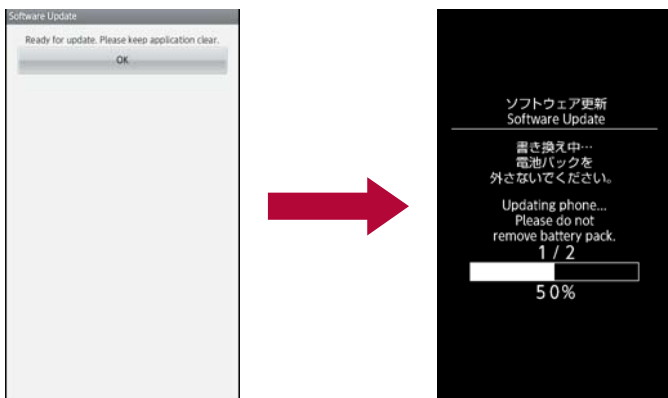 Software Update
Ready for update. Please keep application clear.
OK
ソフトウェア更新
Software Update
書き換え中…
電池パックを
外さないでください。
Updating phone...
Please do not
remove battery pack.
1 / 2
50%